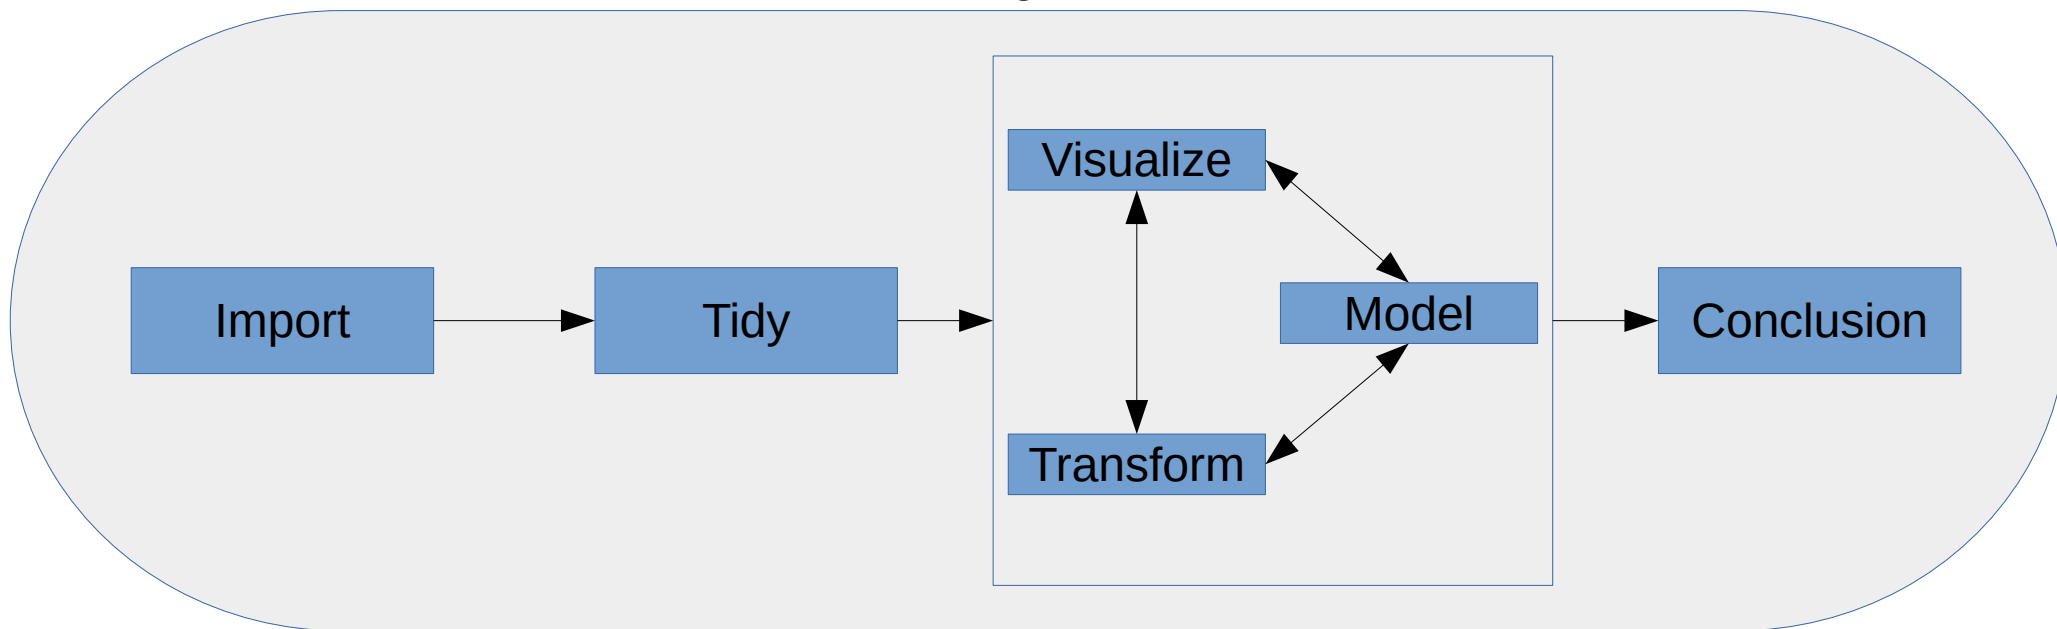 Import
Tidy
Visualize
Model
Transform
Conclusion